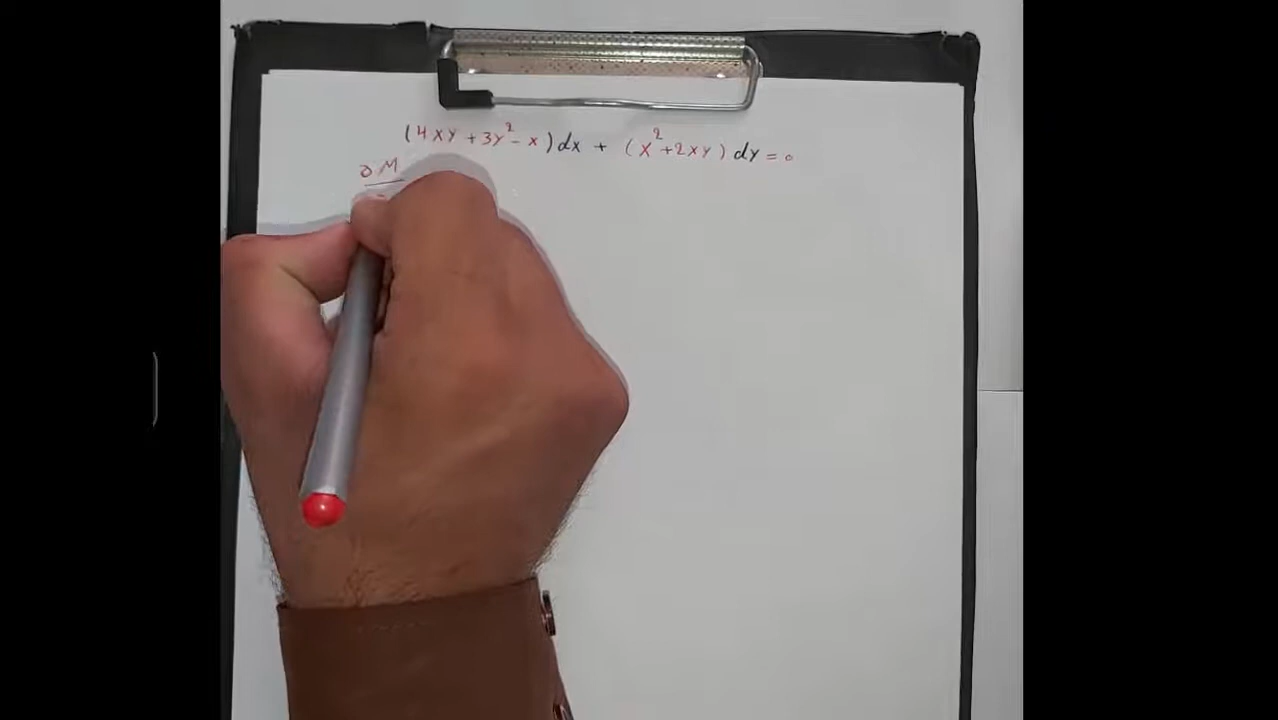 (4xy + 3y² - x) dx + (x² + 2xy) dy = 0
∂M